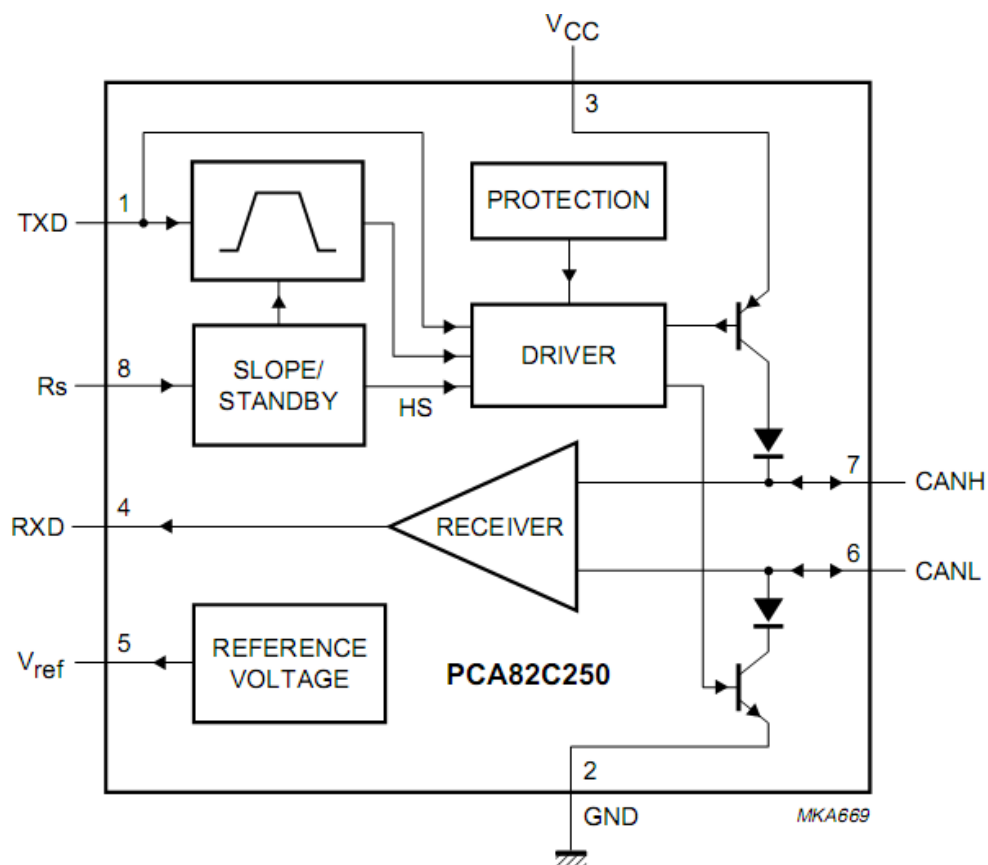 VCC
3
1
TXD
PROTECTION
8
Rs
SLOPE/
STANDBY
HS
DRIVER
7
CANH
4
RXD
RECEIVER
6
CANL
5
Vref
REFERENCE
VOLTAGE
PCA82C250
2
GND
MKA669